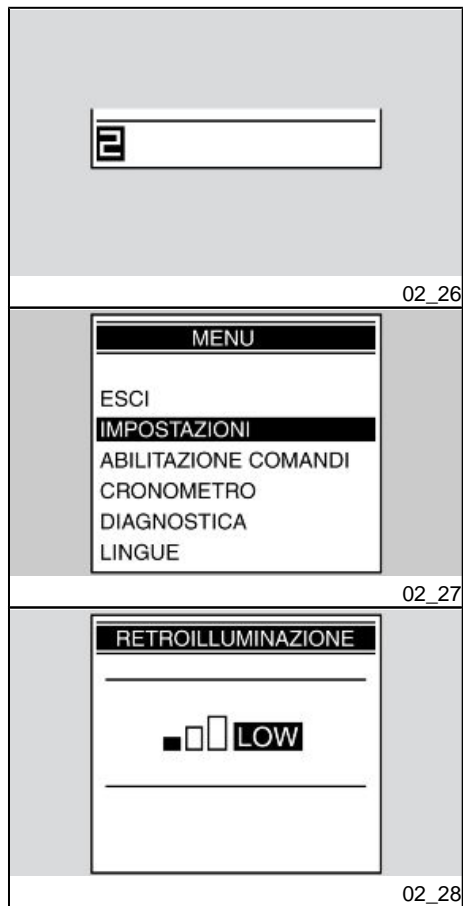 2
02_26
MENU
ESCI
IMPOSTAZIONI
ABILITAZIONE COMANDI
CRONOMETRO
DIAGNOSTICA
LINGUE
02_27
RETROILLUMINAZIONE
LOW
02_28